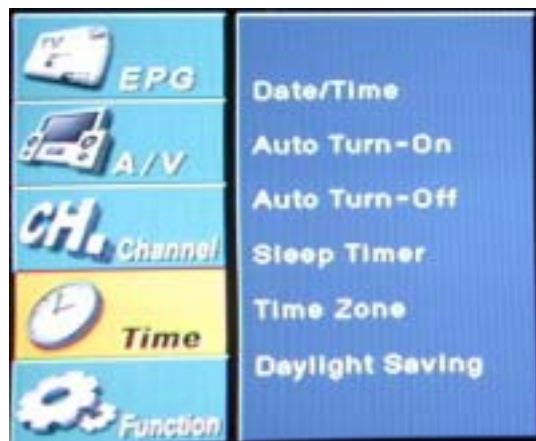 TV
EPG
A/V
CH. Channel
Time
Function
Date/Time
Auto Turn-On
Auto Turn-Off
Sleep Timer
Time Zone
Daylight Saving